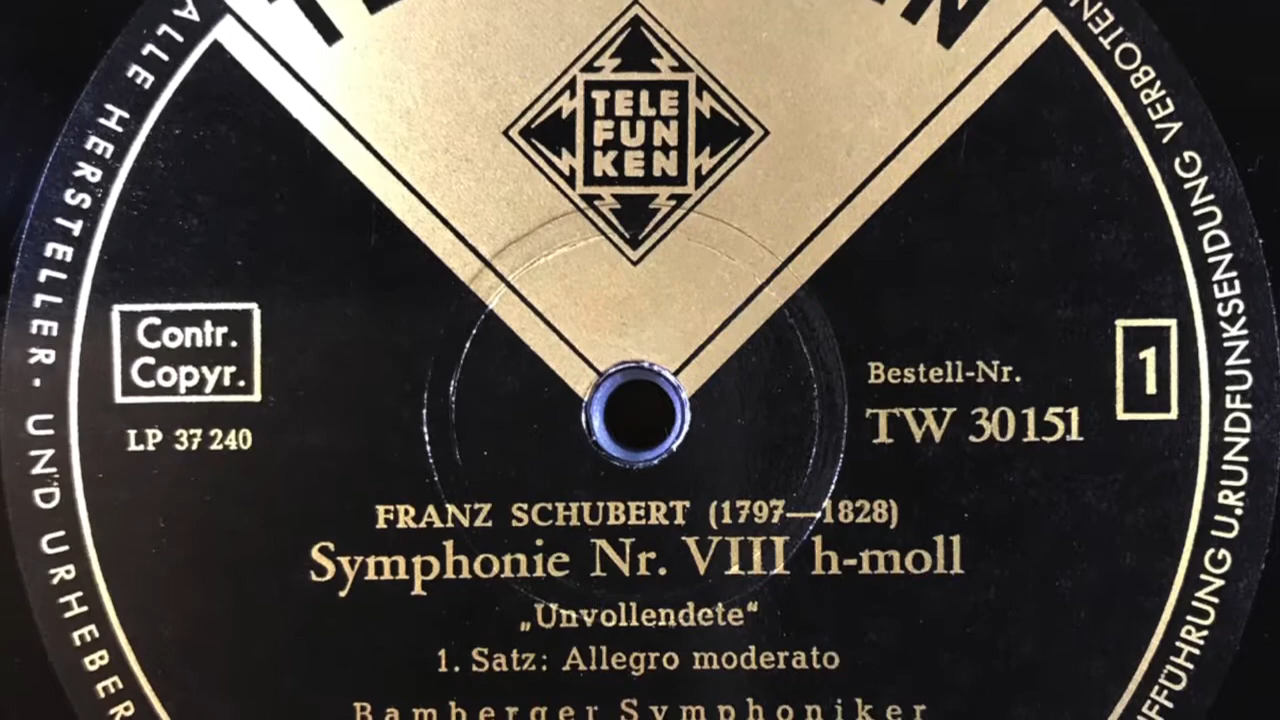 TELE
FUN
KEN
ALLE HERSTELLER- UND URHEBER
RUNDFUNKSENDUNG VERBOTEN
Contr.
Copyr.
LP 37 240
Bestell-Nr.
TW 30151
1
FRANZ SCHUBERT (1797—1828)
Symphonie Nr. VIII h-moll
„Unvollendete“
1. Satz: Allegro moderato
Bamberger Symphoniker